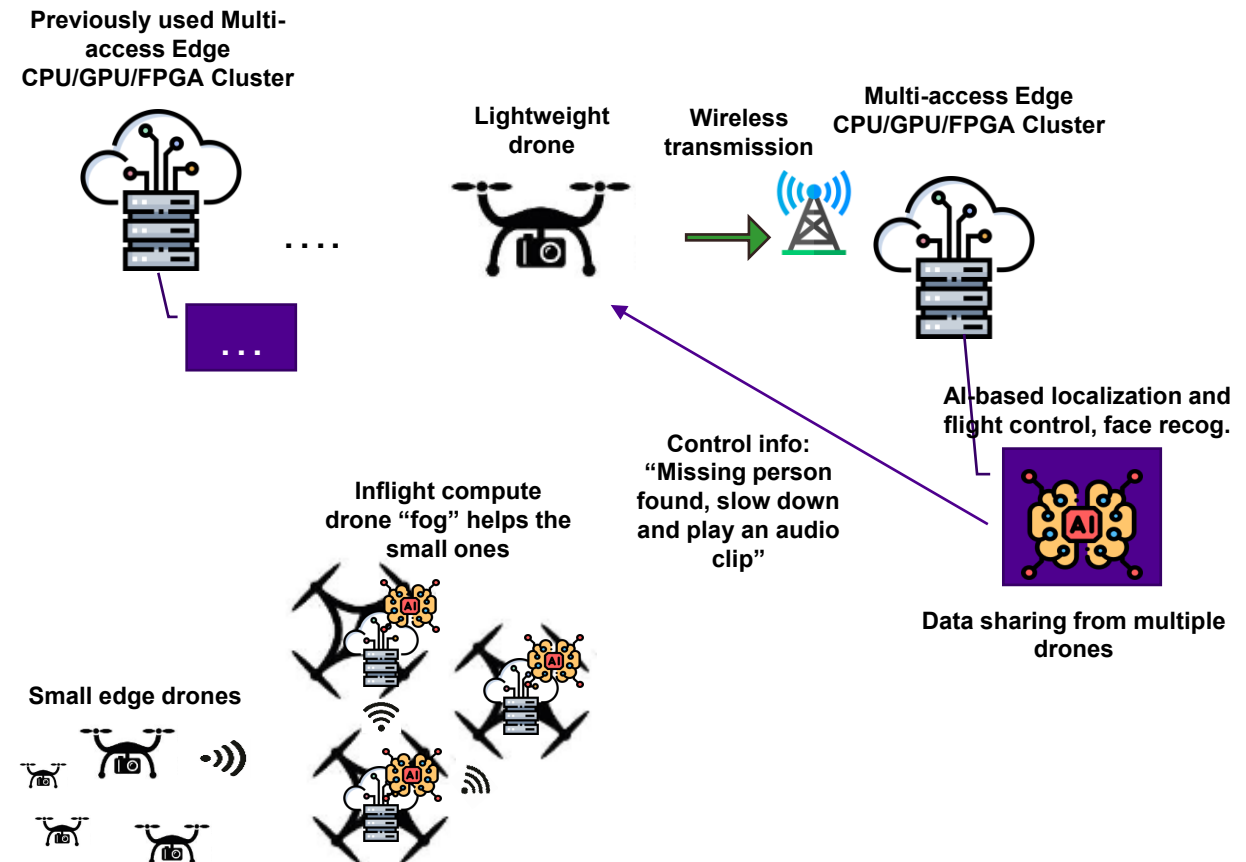 Previously used Multi-
access Edge
CPU/GPU/FPGA Cluster
. . . .
. . .
Lightweight
drone
Wireless
transmission
Multi-access Edge
CPU/GPU/FPGA Cluster
AI-based localization and
flight control, face recog.
AI
Data sharing from multiple
drones
Control info:
“Missing person
found, slow down
and play an audio
clip”
Inflight compute
drone “fog” helps the
small ones
AI
AI
AI
Small edge drones